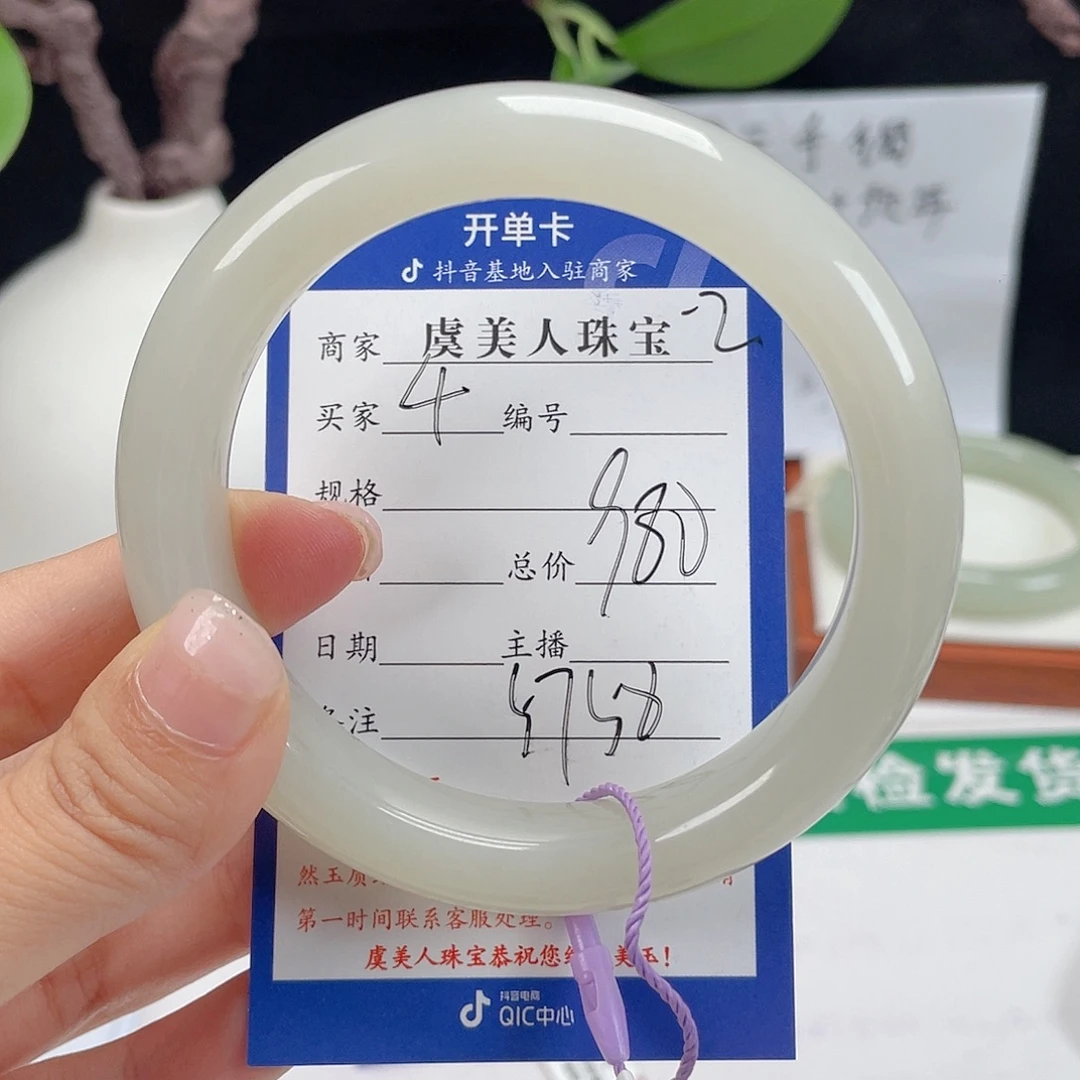 开单卡
抖音基地入驻商家
商家 虞美人珠宝 -2
买家 4 编号
规格
总价 980
日期 主播
注 5758
然玉质
第一时间联系客服处理。
虞美人珠宝恭祝您 美玉!
抖音电商
QIC中心
手镯
检发货